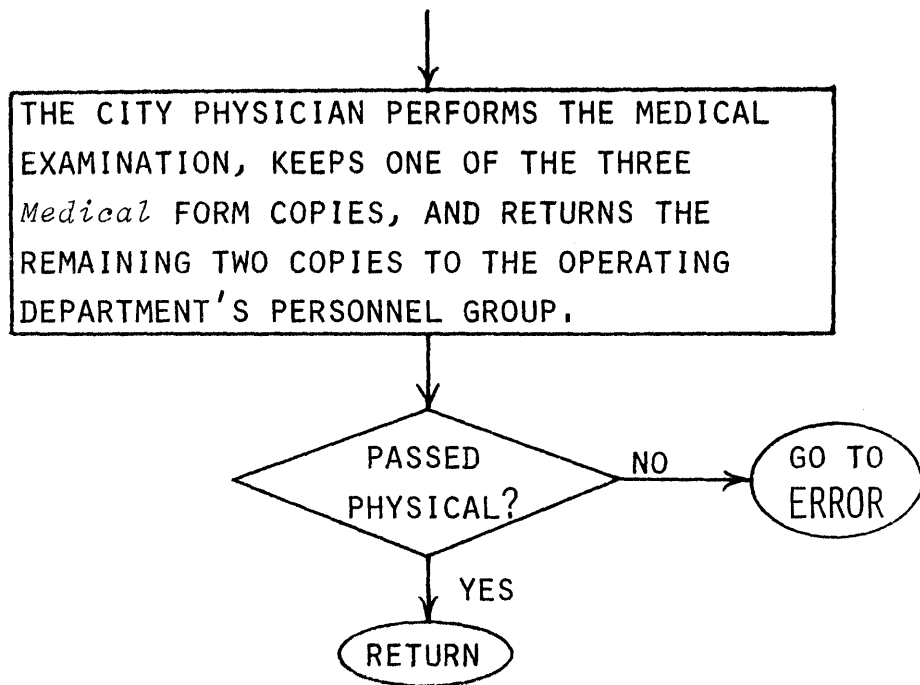 THE CITY PHYSICIAN PERFORMS THE MEDICAL
EXAMINATION, KEEPS ONE OF THE THREE
Medical FORM COPIES, AND RETURNS THE
REMAINING TWO COPIES TO THE OPERATING
DEPARTMENT'S PERSONNEL GROUP.
PASSED
PHYSICAL?
NO
GO TO
ERROR
YES
RETURN